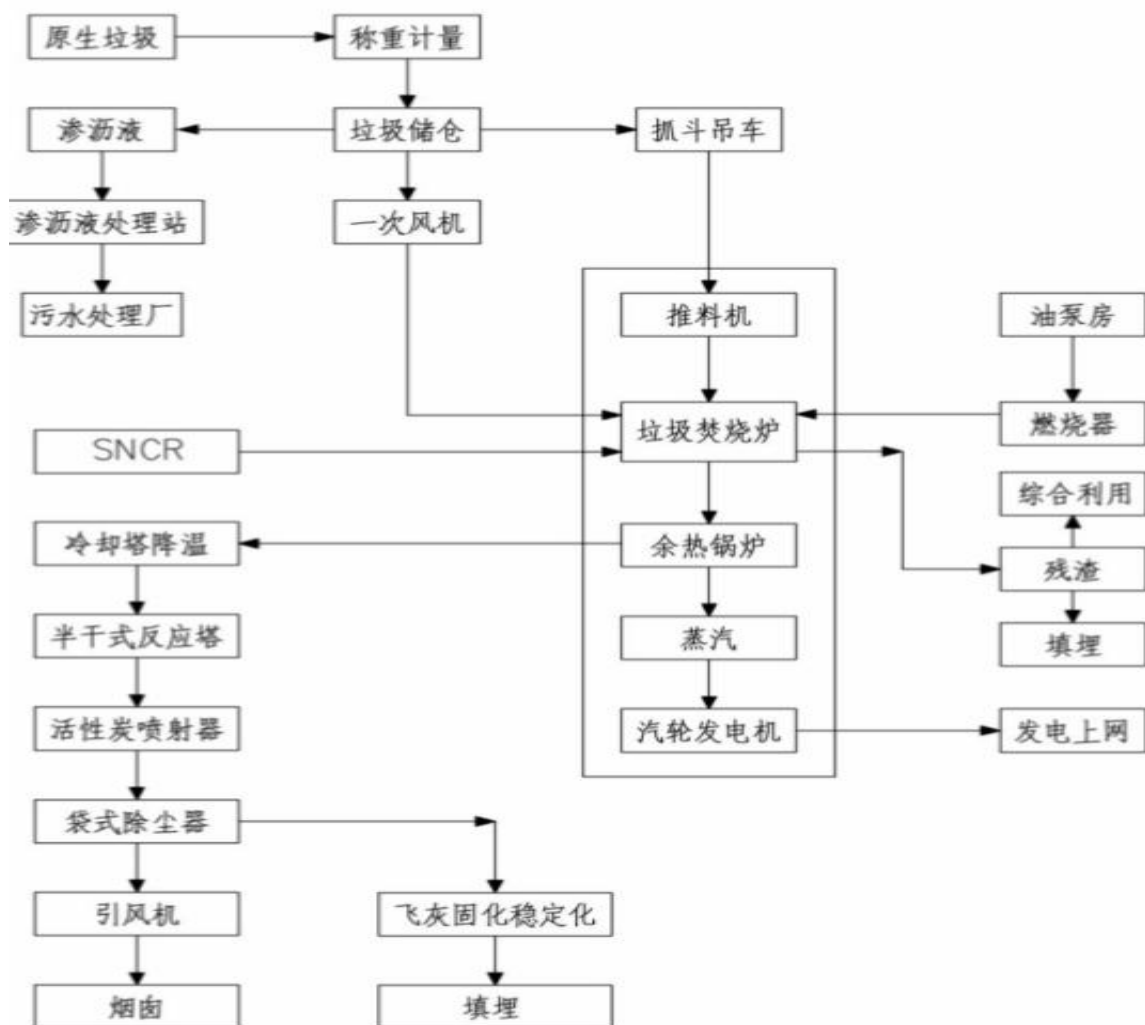 原生垃圾
称重计量
渗沥液
垃圾储仓
抓斗吊车
渗沥液处理站
一次风机
污水处理厂
推料机
油泵房
垃圾焚烧炉
燃烧器
SNCR
综合利用
冷却塔降温
余热锅炉
残渣
半干式反应塔
蒸汽
填埋
活性炭喷射器
汽轮发电机
发电上网
袋式除尘器
引风机
飞灰固化稳定化
烟囱
填埋